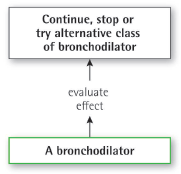 Continue, stop or
try alternative class
of bronchodilator
evaluate
effect
A bronchodilator